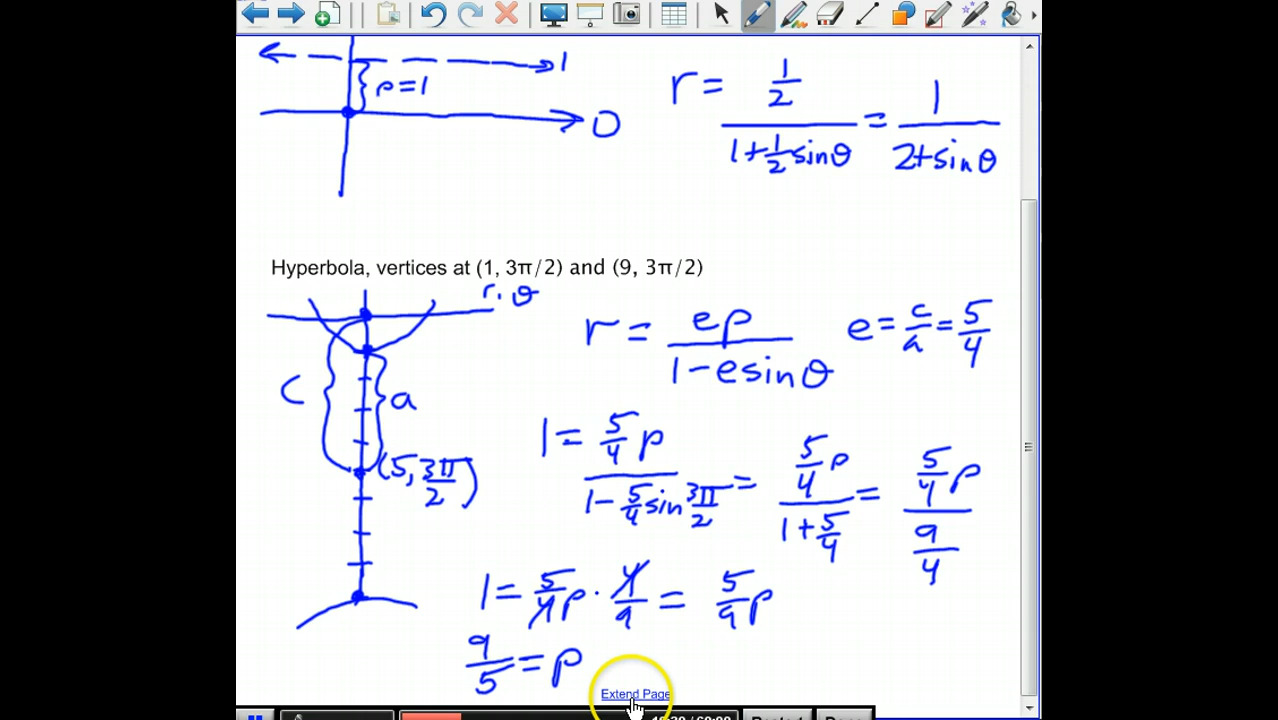 1
p=1
0
r = 1/2 / (1+1/2 sinθ) = 1 / (2+sinθ)
Hyperbola, vertices at (1, 3π/2) and (9, 3π/2)
r, θ
r = ep / (1-esinθ) e = c/a = 5/4
C a
1 = 5/4 p / (1-5/4 sin 3π/2) = 5/4 p / (1+5/4) = 5/4 p / 9/4
(5, 3π/2)
1 = 5/4 p · 4/9 = 5/9 p
9/5 = p
Extend Page